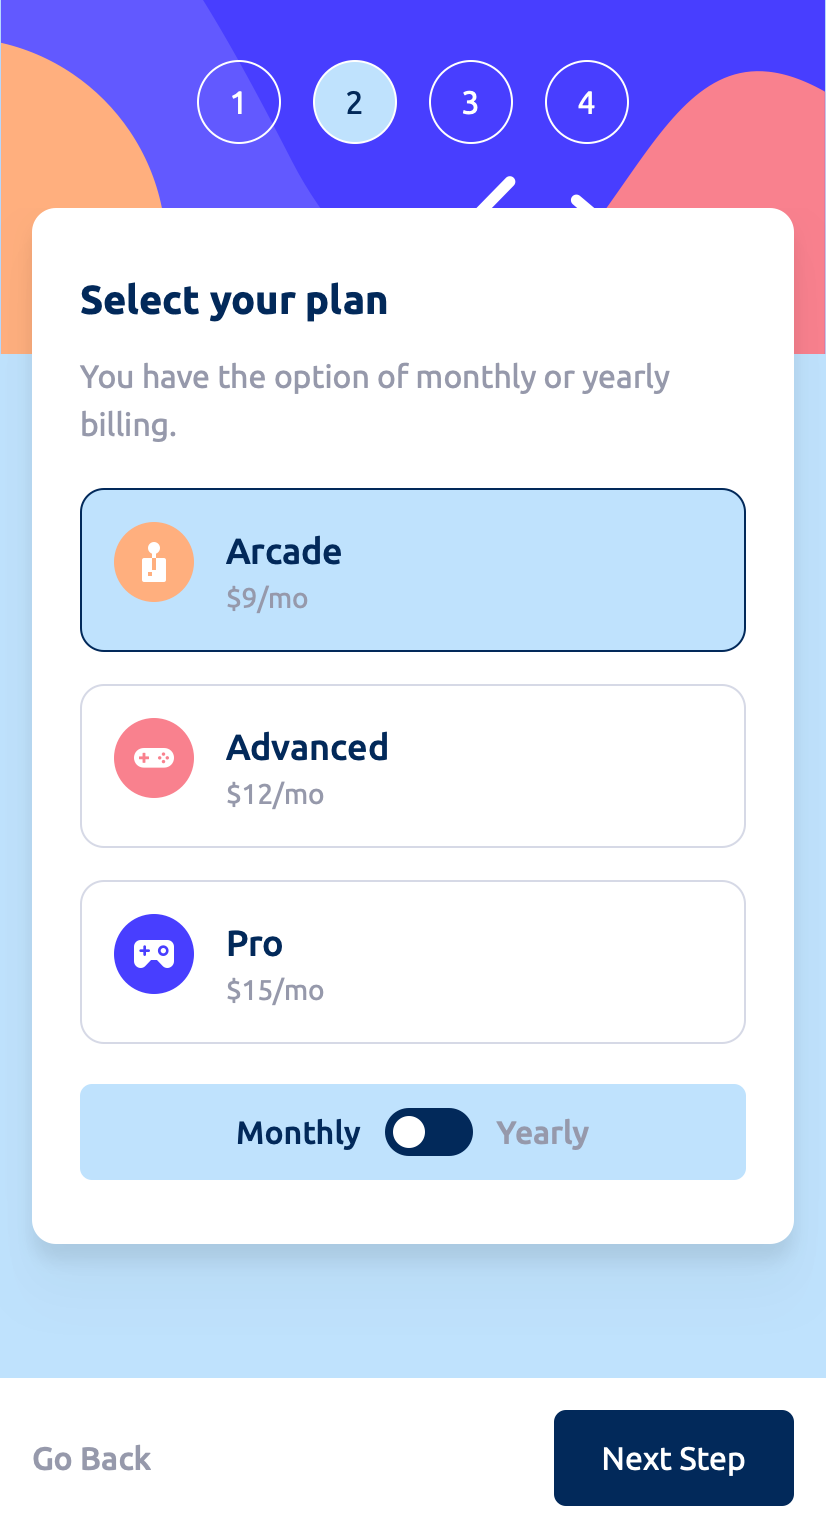 1 2 3 4
Select your plan
You have the option of monthly or yearly
billing.
Arcade
$9/mo
Advanced
$12/mo
Pro
$15/mo
Monthly Yearly
Go Back Next Step